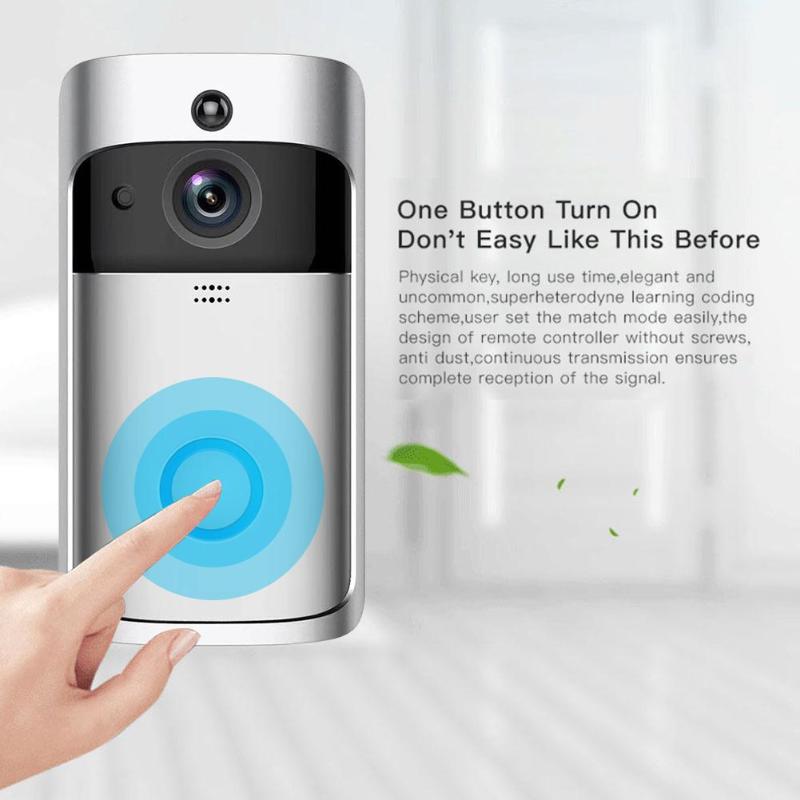 One Button Turn On
Don't Easy Like This Before
Physical key, long use time,elegant and
uncommon,superheterodyne learning coding
scheme,user set the match mode easily,the
design of remote controller without screws,
anti dust,continuous transmission ensures
complete reception of the signal.